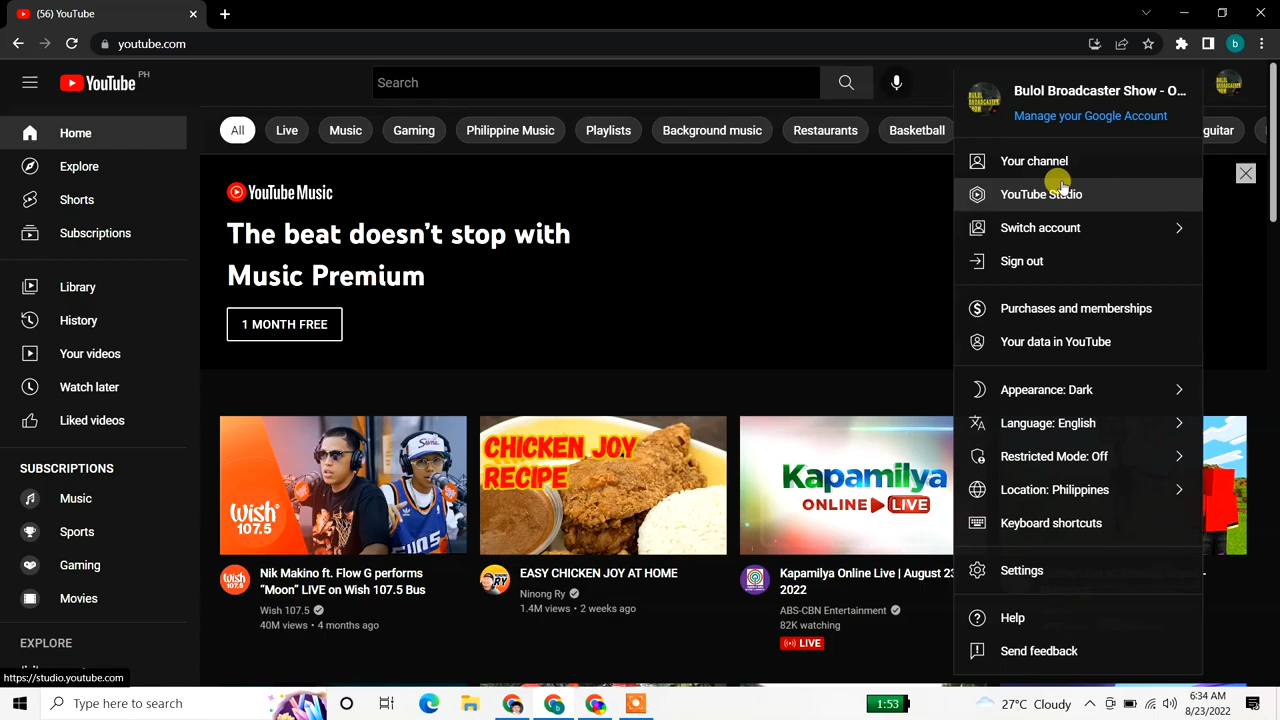 (56) YouTube
youtube.com
b
YouTube PH
Search
Bulol Broadcaster Show - O...
Manage your Google Account
Home
Explore
Shorts
Subscriptions
Library
History
Your videos
Watch later
Liked videos
SUBSCRIPTIONS
Music
Sports
Gaming
Movies
EXPLORE
All
Live
Music
Gaming
Philippine Music
Playlists
Background music
Restaurants
Basketball
guitar
YouTube Music
The beat doesn't stop with
Music Premium
1 MONTH FREE
Your channel
YouTube Studio
Switch account
Sign out
Purchases and memberships
Your data in YouTube
Appearance: Dark
Language: English
Restricted Mode: Off
Location: Philippines
Keyboard shortcuts
Settings
Help
Send feedback
wish
107.5
SUNS
CHICKEN JOY
RECIPE
Kapamilya
ONLINE LIVE
Nik Makino ft. Flow G performs
“Moon” LIVE on Wish 107.5 Bus
Wish 107.5
40M views • 4 months ago
EASY CHICKEN JOY AT HOME
Ninong Ry
1.4M views • 2 weeks ago
Kapamilya Online Live | August 23
2022
ABS-CBN Entertainment
82K watching
LIVE
https://studio.youtube.com
Type here to search
1:53
27°C Cloudy
6:34 AM
8/23/2022